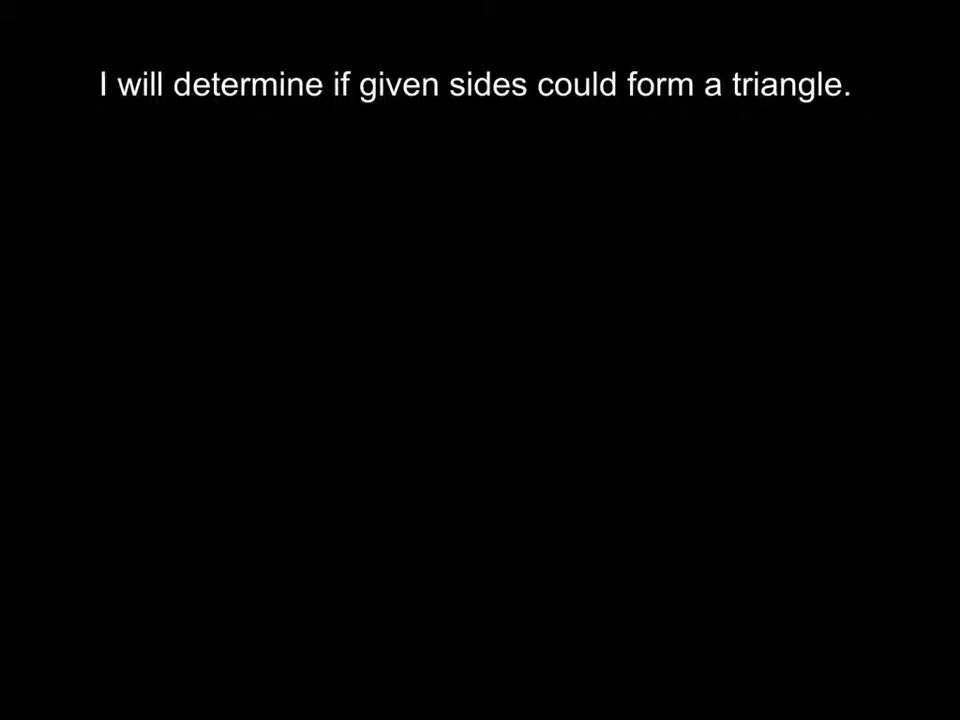 I will determine if given sides could form a triangle.